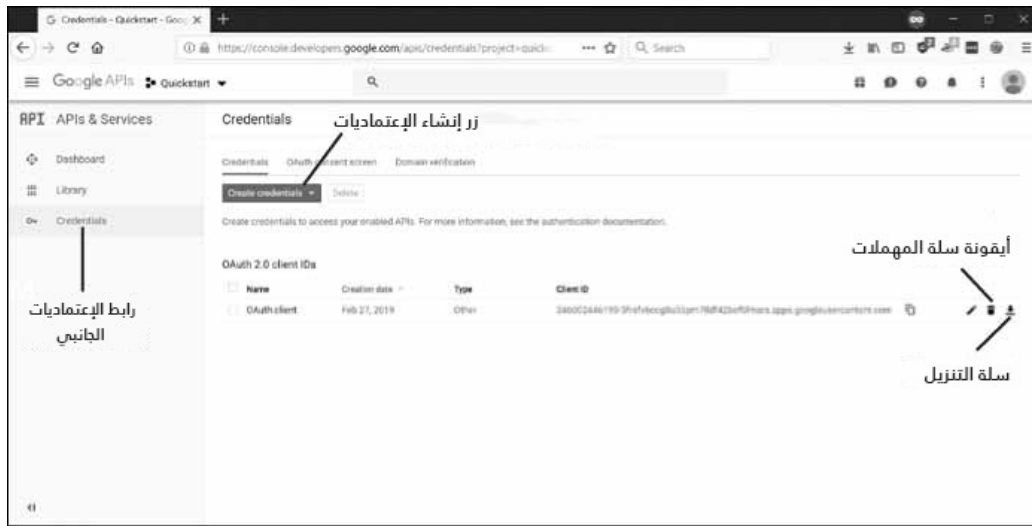 Credentials - Quickstart - Goog
https://console.developers.google.com/apis/credentials?project=quick
Search
Google APIs
Quickstart
API APIs & Services
Credentials
زر إنشاء الإعتماديات
Dashboard
Credentials OAuth consent screen Domain verification
Library
Create credentials
Delete
Credentials
Create credentials to access your enabled APIs. For more information, see the authentication documentation.
أيقونة سلة المهملات
OAuth 2.0 client IDs
Name Creation date Type Client ID
رابط الإعتماديات
الجانبي
OAuth client Feb 27, 2019 Other
سلة التنزيل